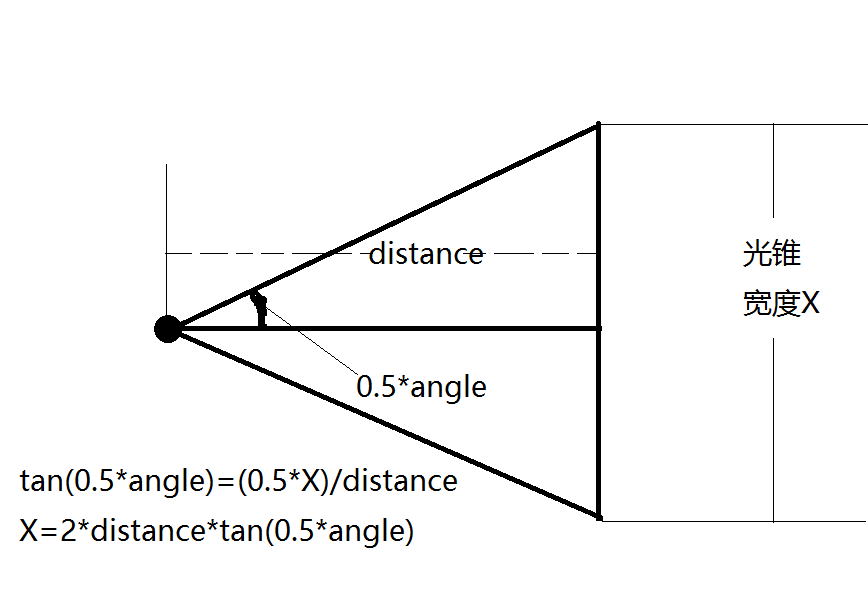 distance
光锥
宽度X
0.5*angle
tan(0.5*angle)=(0.5*X)/distance
X=2*distance*tan(0.5*angle)